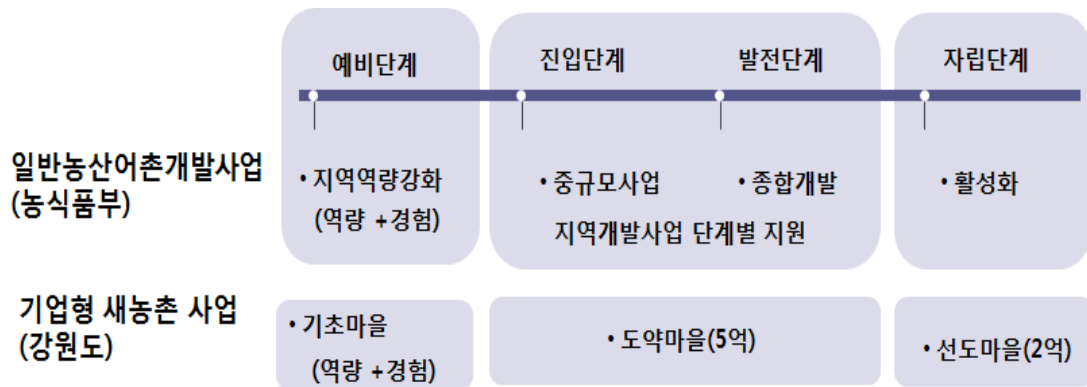 예비단계
진입단계
발전단계
자립단계
일반농산어촌개발사업
(농식품부)
• 지역역량강화
(역량 +경험)
• 중규모사업
• 종합개발
지역개발사업 단계별 지원
• 활성화
기업형 새농촌 사업
(강원도)
• 기초마을
(역량 +경험)
• 도약마을(5억)
• 선도마을(2억)